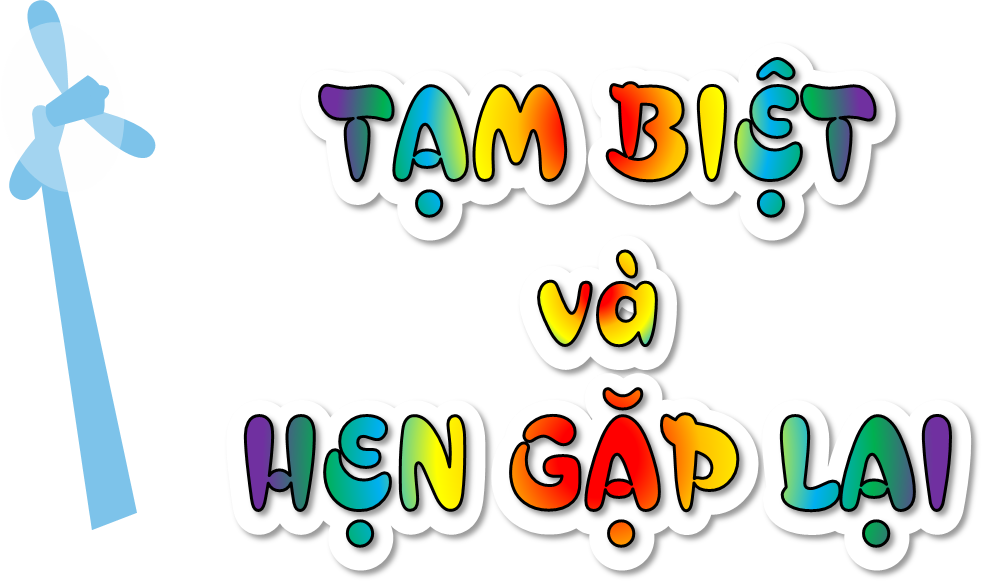 TẠM BIỆT
và
HẸN GẶP LẠI